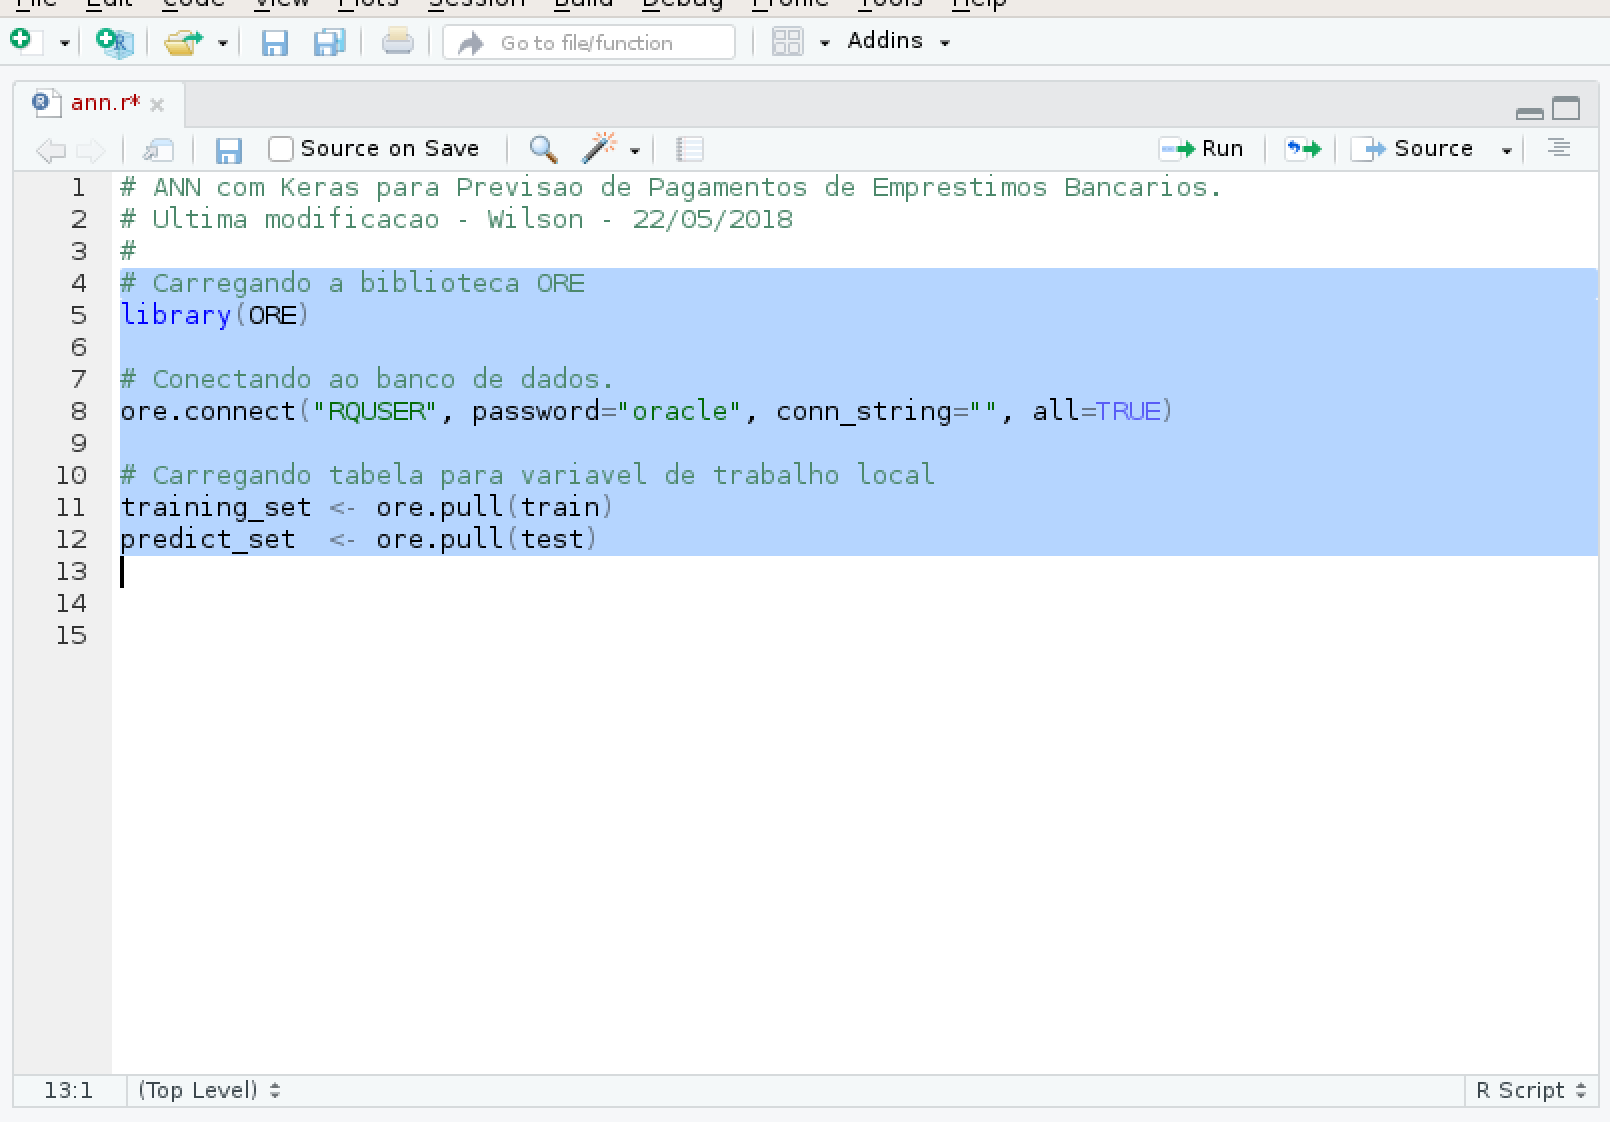 File Edit Code View Plots Session Build Debug Profile Tools Help
R Go to file/function Addins
R ann.r*
Source on Save Run Source
1 # ANN com Keras para Previsao de Pagamentos de Emprestimos Bancarios.
2 # Ultima modificacao - Wilson - 22/05/2018
3 #
4 # Carregando a biblioteca ORE
5 library(ORE)
6
7 # Conectando ao banco de dados.
8 ore.connect("RQUSER", password="oracle", conn_string="", all=TRUE)
9
10 # Carregando tabela para variavel de trabalho local
11 training_set <- ore.pull(train)
12 predict_set  <- ore.pull(test)
13
14
15
13:1 (Top Level) R Script